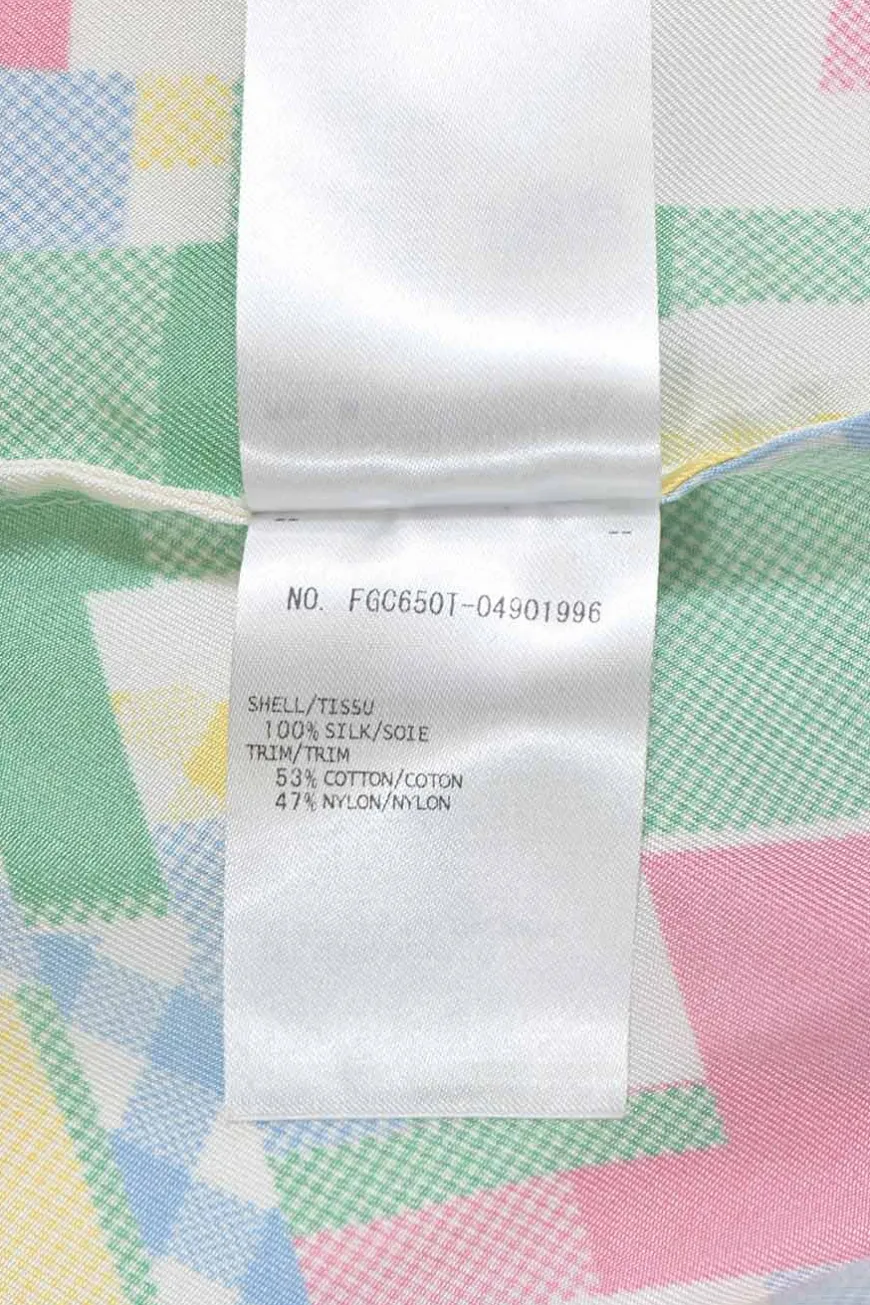 NO. FGC650T-04901996
SHELL/TISSU
100% SILK/SOIE
TRIM/TRIM
53% COTTON/COTON
47% NYLON/NYLON